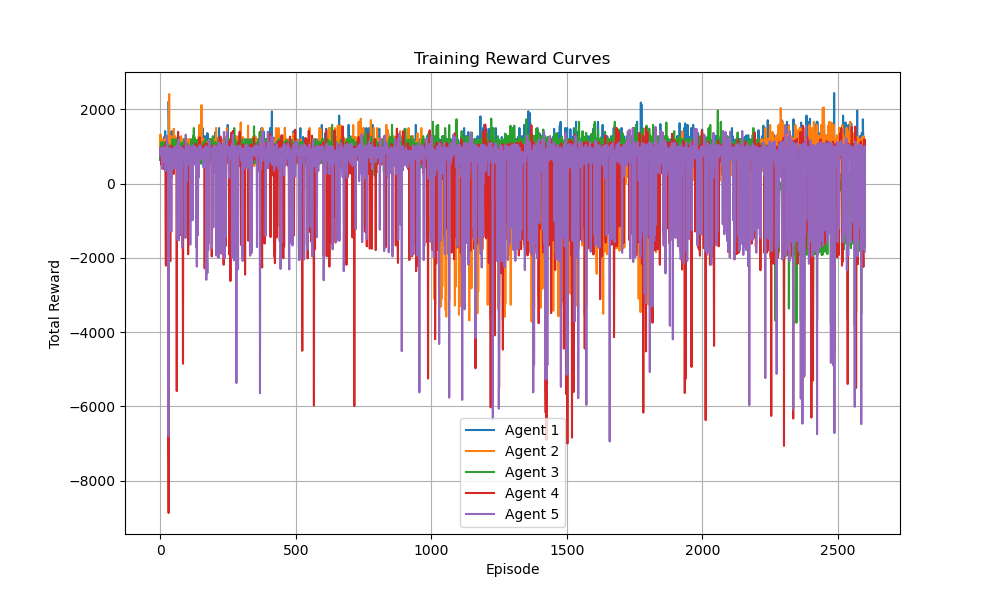 Training Reward Curves
Total Reward
2000
0
−2000
−4000
−6000
−8000
Agent 1
Agent 2
Agent 3
Agent 4
Agent 5
0 500 1000 1500 2000 2500
Episode